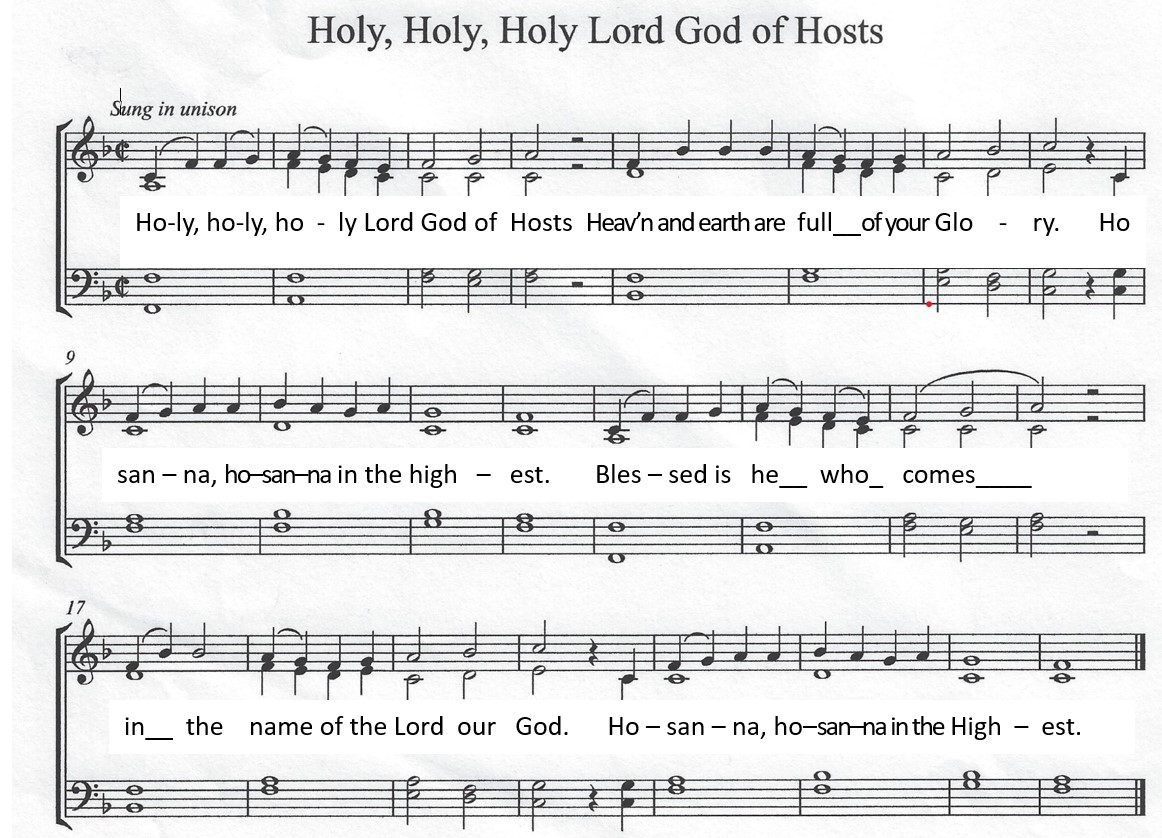 Holy, Holy, Holy Lord God of Hosts
Sung in unison
Ho-ly, ho-ly, ho - ly Lord God of Hosts Heav'n and earth are full__of your Glo - ry. Ho
9
san – na, ho–san–na in the high – est. Bles – sed is he__ who_ comes____
17
in__ the name of the Lord our God. Ho – san – na, ho–san–na in the High – est.